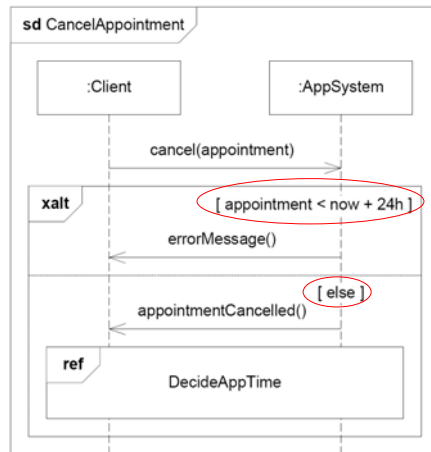 sd CancelAppointment
:Client
:AppSystem
cancel(appointment)
xalt
[ appointment < now + 24h ]
errorMessage()
[ else ]
appointmentCancelled()
ref
DecideAppTime